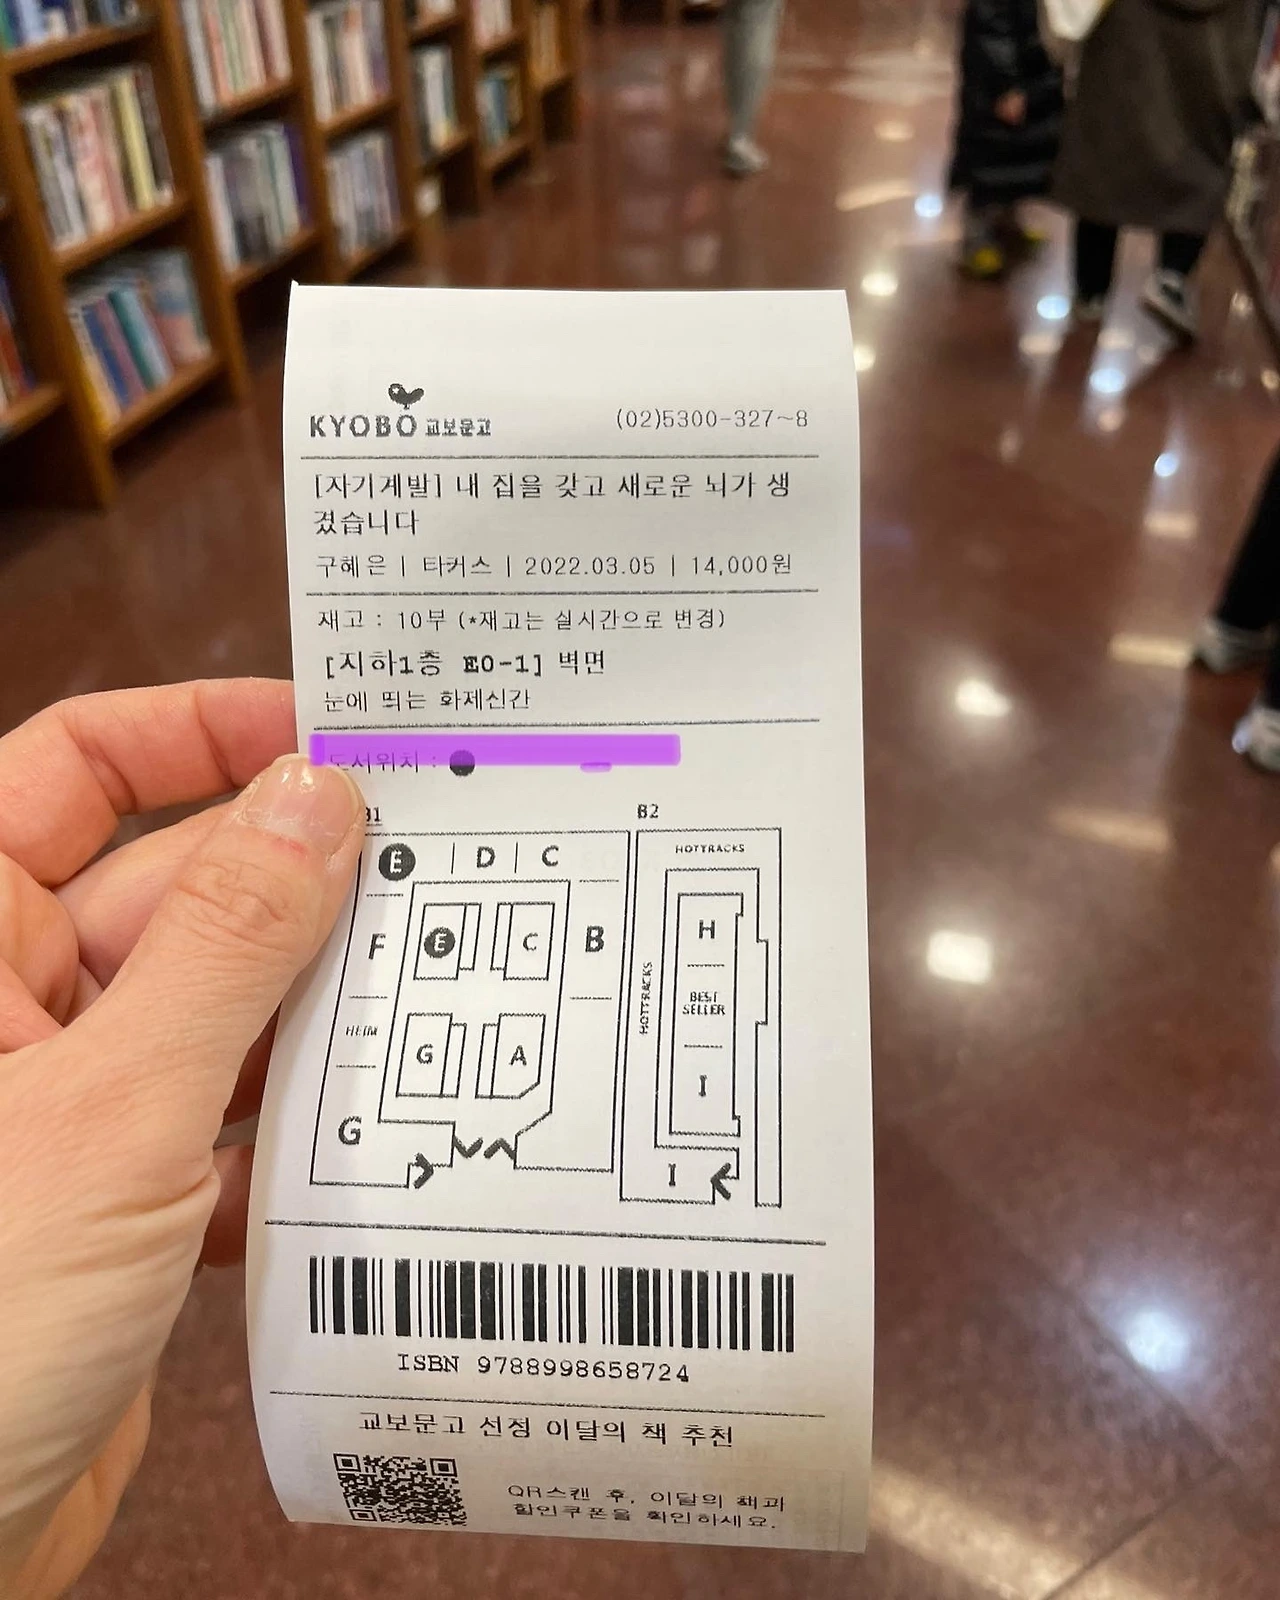 KYOBO 교보문고 (02)5300-327~8
[자기계발] 내 집을 갖고 새로운 뇌가 생
겼습니다
구혜은 | 타커스 | 2022.03.05 | 14,000원
재고 : 10부 (*재고는 실시간으로 변경)
[지하1층 E0-1] 벽면
눈에 띄는 화제신간
도서위치 :
B1 B2
HOTTRACKS
E | D | C
F E C B
H
HOTTRACKS
BEST
SELLER
HEIM
G A
I
G
I
ISBN 9788998658724
교보문고 선정 이달의 책 추천
QR스캔 후, 이달의 책과
할인쿠폰을 확인하세요.